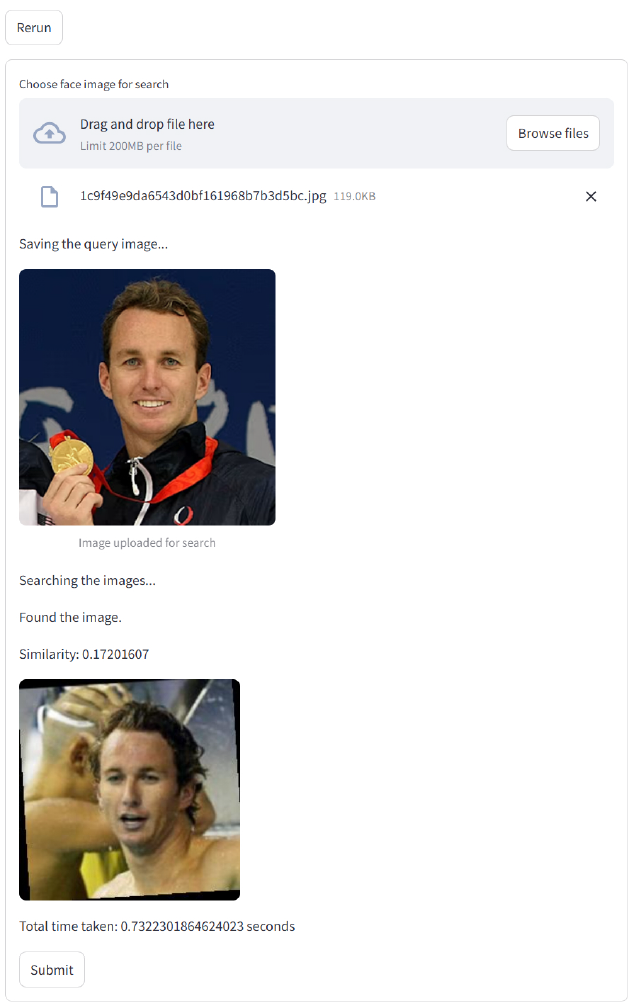 Rerun
Choose face image for search
Drag and drop file here
Limit 200MB per file
Browse files
1c9f49e9da6543d0bf161968b7b3d5bc.jpg 119.0KB
Saving the query image...
Image uploaded for search
Searching the images...
Found the image.
Similarity: 0.17201607
Total time taken: 0.7322301864624023 seconds
Submit